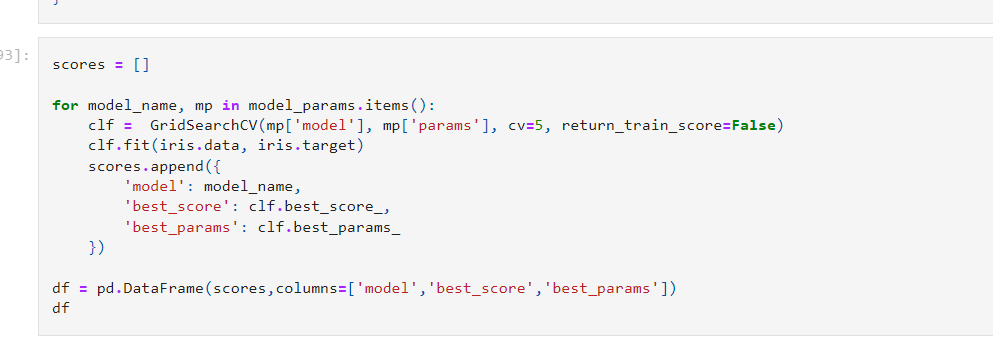 }
93]:
scores = []
for model_name, mp in model_params.items():
    clf =  GridSearchCV(mp['model'], mp['params'], cv=5, return_train_score=False)
    clf.fit(iris.data, iris.target)
    scores.append({
        'model': model_name,
        'best_score': clf.best_score_,
        'best_params': clf.best_params_
    })
df = pd.DataFrame(scores,columns=['model','best_score','best_params'])
df